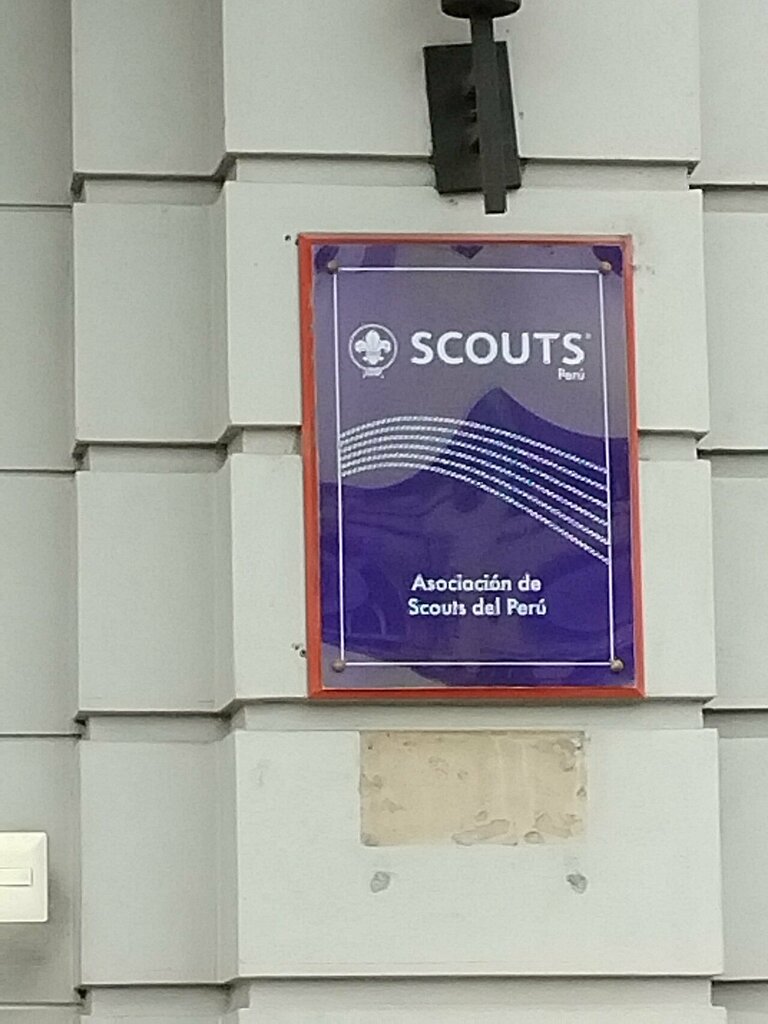 SCOUTS®
Perú
Asociación de
Scouts del Perú